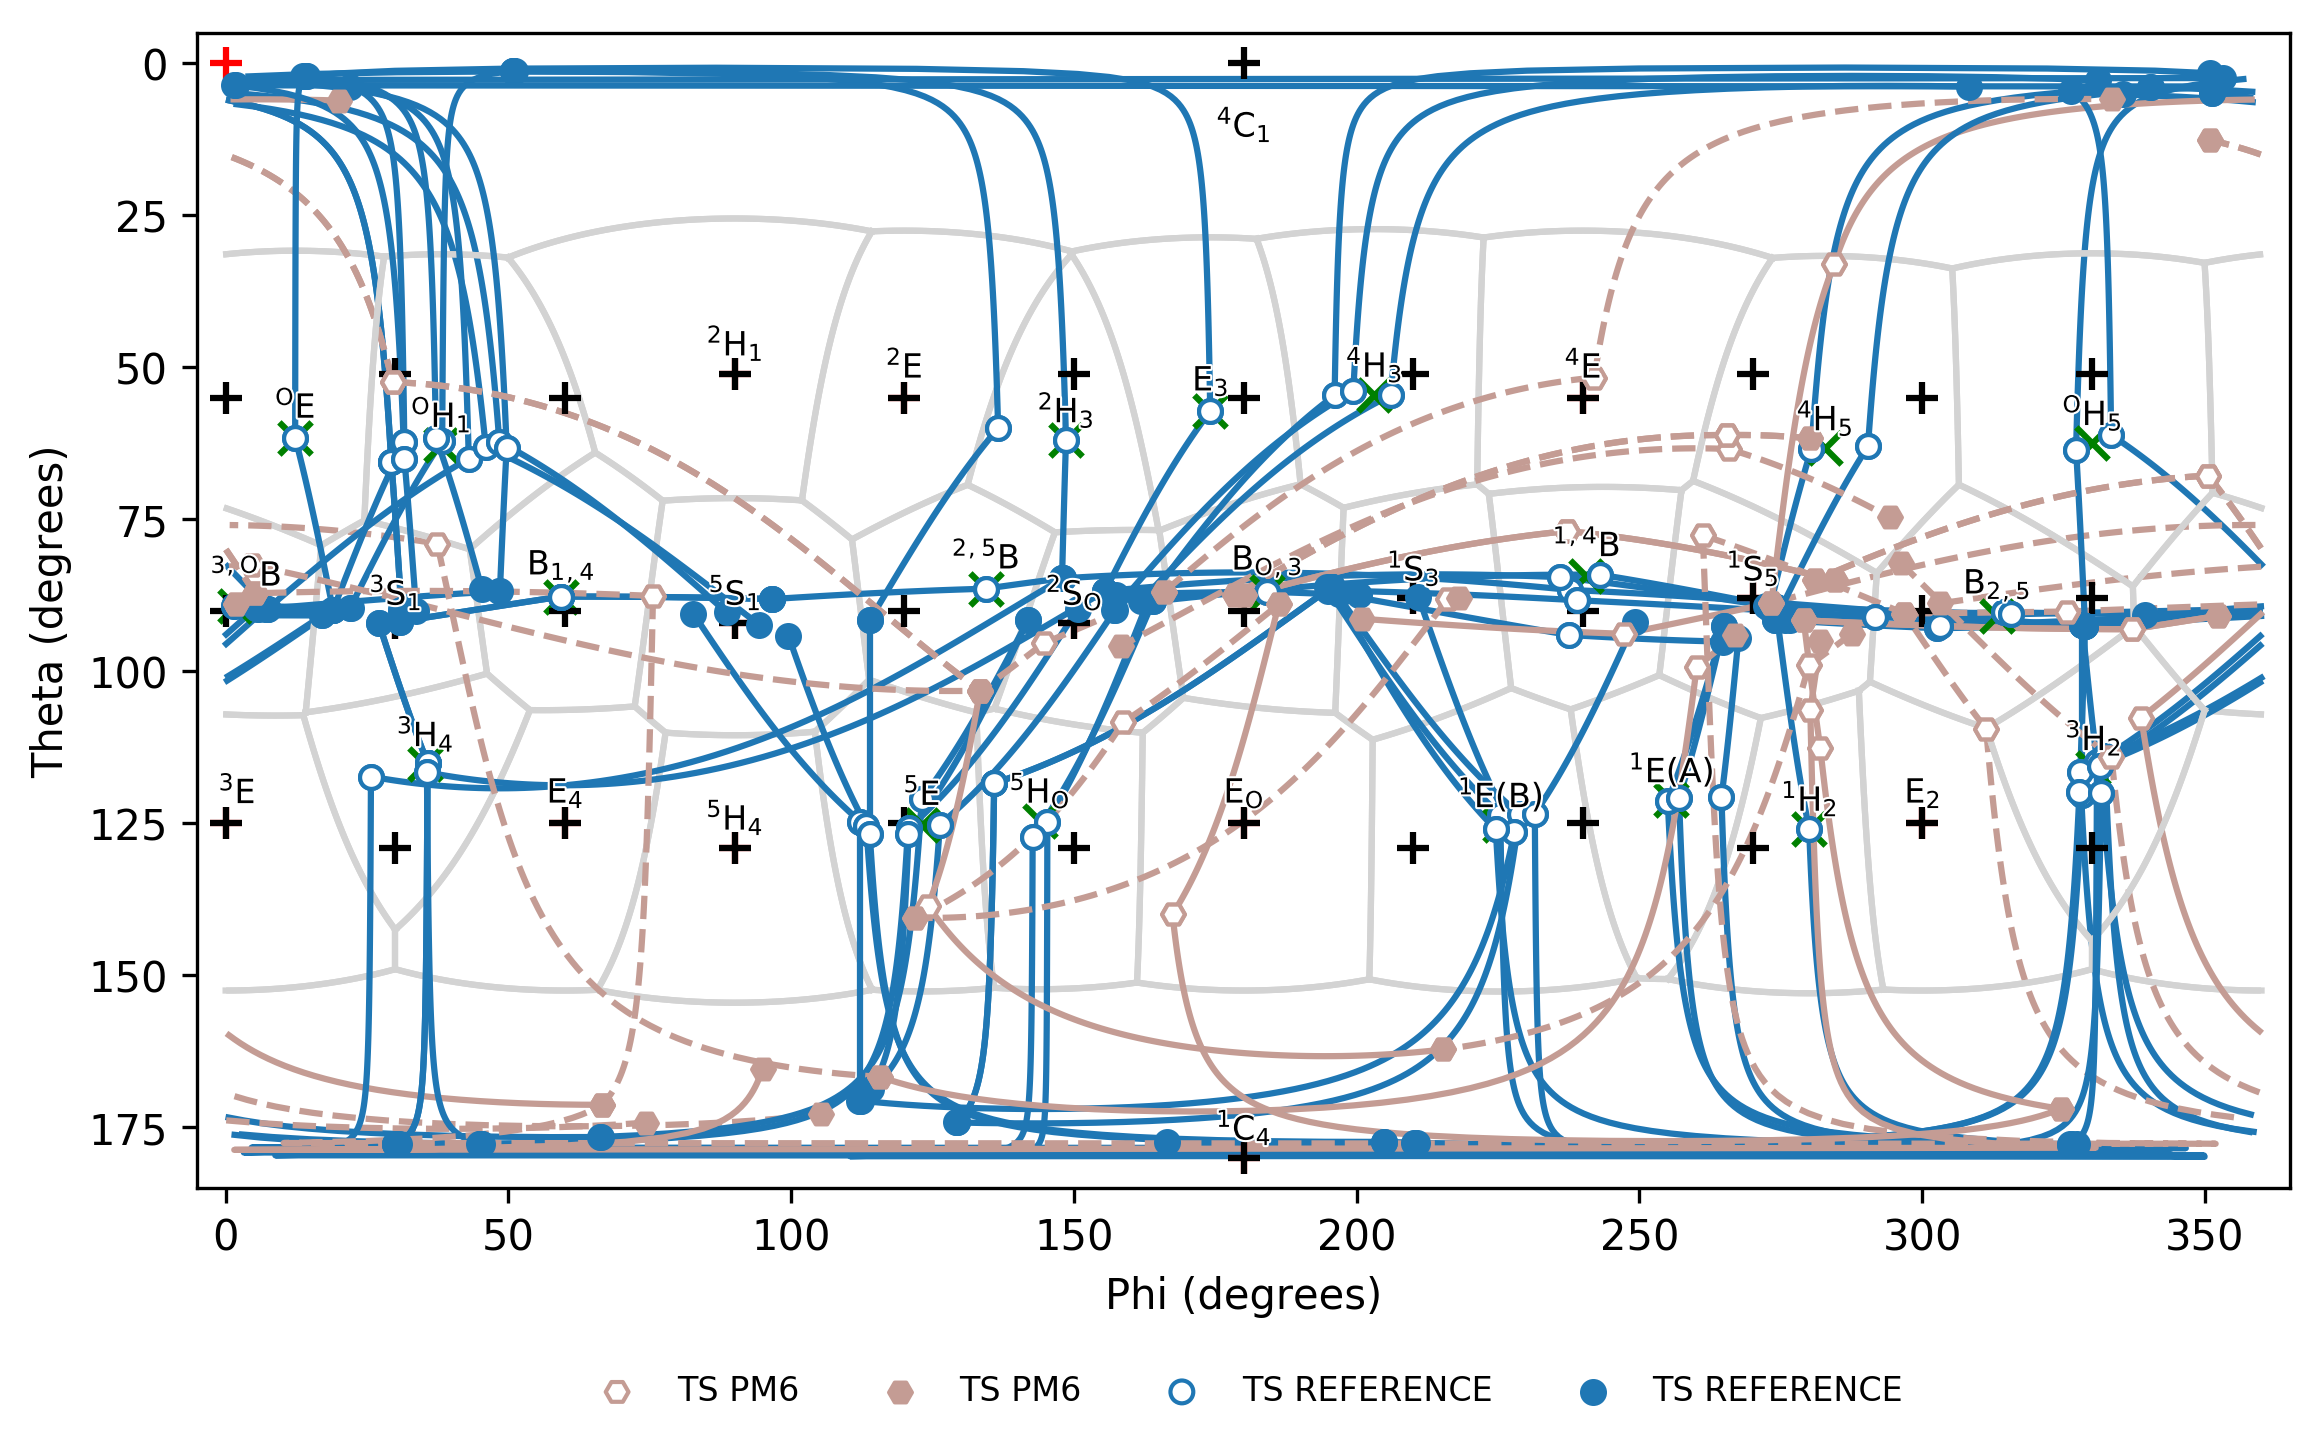 0
25
50
75
100
125
150
175
Theta (degrees)
⁴C₁
²H₁
²E
⁴H₃
⁴E
E₃
ᴼE
ᴼH₁
²H₃
⁴H₅
ᴼH₅
³,ᴼB
³S₁
B₁,₄
⁵S₁
²,⁵B
²Sₒ
Bₒ,₃
¹S₃
¹,⁴B
¹S₅
B₂,₅
³H₄
³H₂
³E
E₄
⁵H₄
⁵E
⁵Hₒ
Eₒ
¹E(B)
¹E(A)
¹H₂
E₂
¹C₄
0 50 100 150 200 250 300 350
Phi (degrees)
TS PM6 TS PM6 TS REFERENCE TS REFERENCE